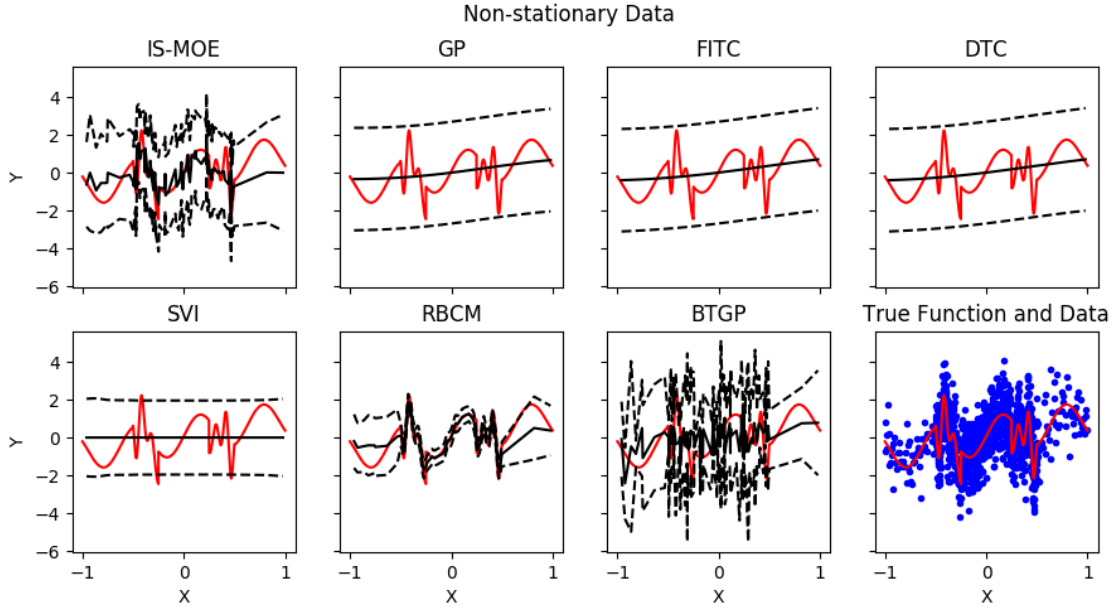 Non-stationary Data
IS-MOE
GP
FITC
DTC
4
2
0
−2
−4
−6
Y
SVI
RBCM
BTGP
True Function and Data
4
2
0
−2
−4
−6
Y
−1 0 1
−1 0 1
−1 0 1
−1 0 1
X
X
X
X